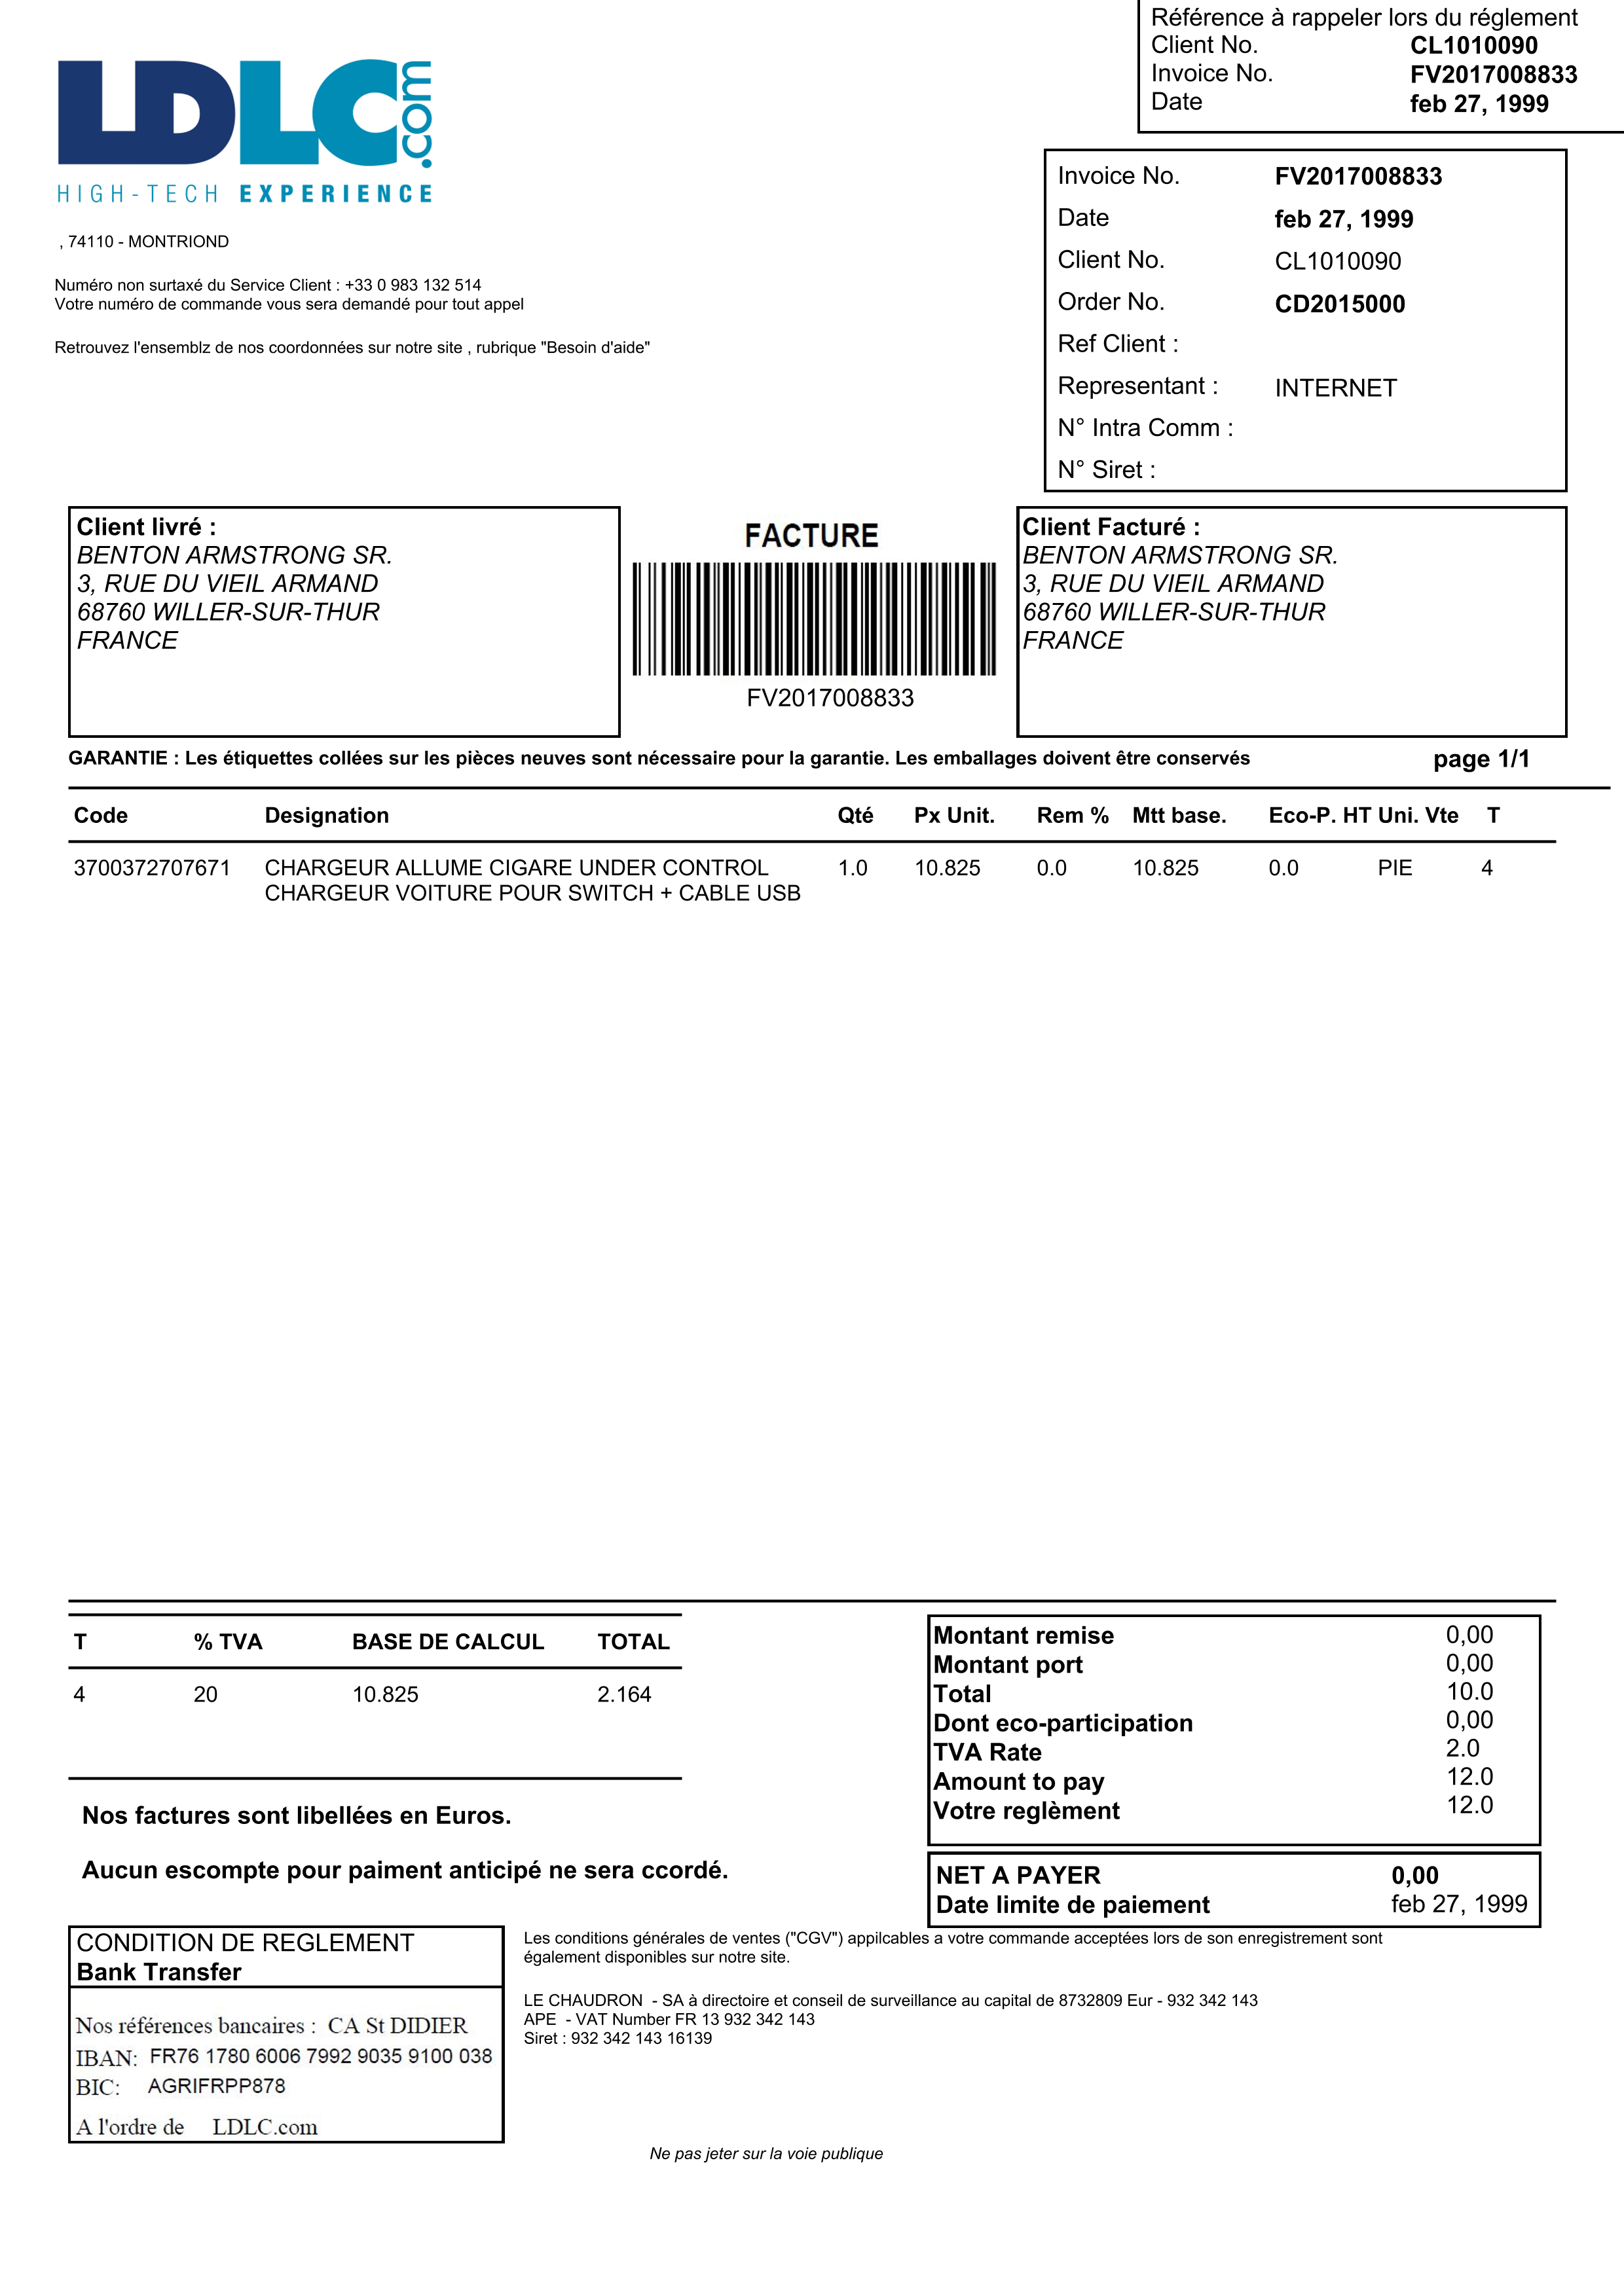 Référence à rappeler lors du réglement
Client No. CL1010090
Invoice No. FV2017008833
Date feb 27, 1999
LDLC.com
HIGH-TECH EXPERIENCE
, 74110 - MONTRIOND
Numéro non surtaxé du Service Client : +33 0 983 132 514
Votre numéro de commande vous sera demandé pour tout appel
Retrouvez l'ensemblz de nos coordonnées sur notre site , rubrique "Besoin d'aide"
Invoice No. FV2017008833
Date feb 27, 1999
Client No. CL1010090
Order No. CD2015000
Ref Client :
Representant : INTERNET
N° Intra Comm :
N° Siret :
Client livré :
BENTON ARMSTRONG SR.
3, RUE DU VIEIL ARMAND
68760 WILLER-SUR-THUR
FRANCE
FACTURE
FV2017008833
Client Facturé :
BENTON ARMSTRONG SR.
3, RUE DU VIEIL ARMAND
68760 WILLER-SUR-THUR
FRANCE
GARANTIE : Les étiquettes collées sur les pièces neuves sont nécessaire pour la garantie. Les emballages doivent être conservés page 1/1
Code Designation Qté Px Unit. Rem % Mtt base. Eco-P. HT Uni. Vte T
3700372707671 CHARGEUR ALLUME CIGARE UNDER CONTROL 1.0 10.825 0.0 10.825 0.0 PIE 4
CHARGEUR VOITURE POUR SWITCH + CABLE USB
T % TVA BASE DE CALCUL TOTAL
4 20 10.825 2.164
Nos factures sont libellées en Euros.
Aucun escompte pour paiment anticipé ne sera ccordé.
Montant remise 0,00
Montant port 0,00
Total 10.0
Dont eco-participation 0,00
TVA Rate 2.0
Amount to pay 12.0
Votre reglèment 12.0
NET A PAYER 0,00
Date limite de paiement feb 27, 1999
CONDITION DE REGLEMENT
Bank Transfer
Nos références bancaires : CA St DIDIER
IBAN: FR76 1780 6006 7992 9035 9100 038
BIC: AGRIFRPP878
A l'ordre de LDLC.com
Les conditions générales de ventes ("CGV") appilcables a votre commande acceptées lors de son enregistrement sont
également disponibles sur notre site.
LE CHAUDRON - SA à directoire et conseil de surveillance au capital de 8732809 Eur - 932 342 143
APE - VAT Number FR 13 932 342 143
Siret : 932 342 143 16139
Ne pas jeter sur la voie publique